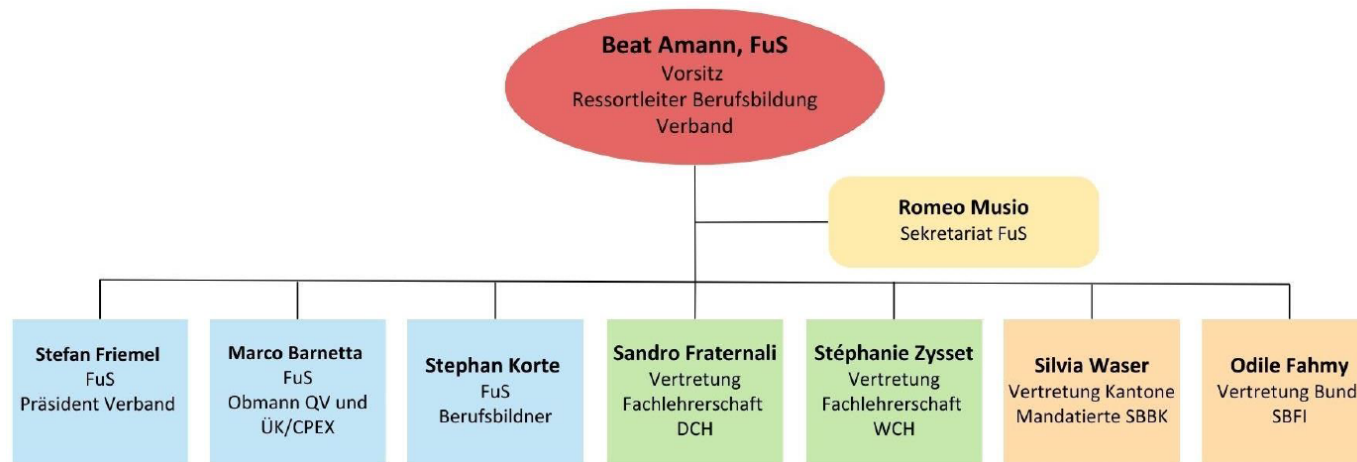 Beat Amann, FuS
Vorsitz
Ressortleiter Berufsbildung
Verband
Romeo Musio
Sekretariat FuS
Stefan Friemel
FuS
Präsident Verband
Marco Barnetta
FuS
Obmann QV und
ÜK/CPEX
Stephan Korte
FuS
Berufsbildner
Sandro Fraternali
Vertretung
Fachlehrerschaft
DCH
Stéphanie Zysset
Vertretung
Fachlehrerschaft
WCH
Silvia Waser
Vertretung Kantone
Mandatierte SBBK
Odile Fahmy
Vertretung Bund
SBFI